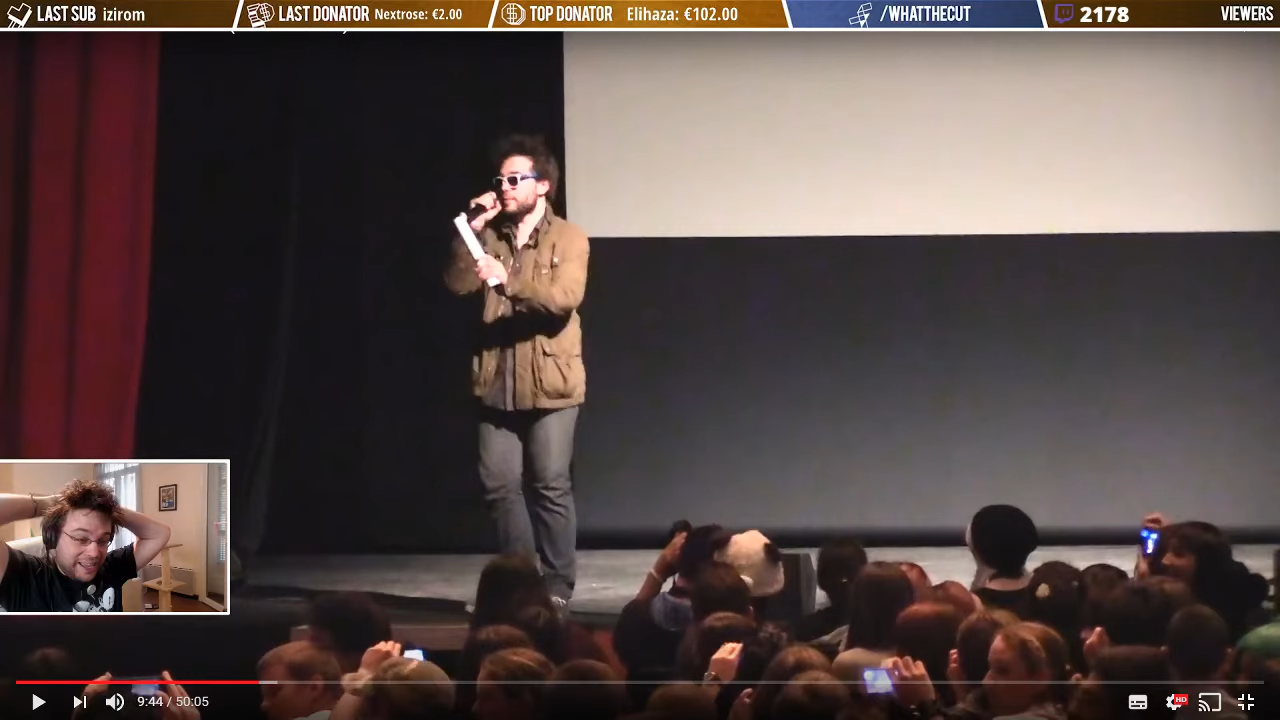 LAST SUB izirom
LAST DONATOR Nextrose: €2.00
TOP DONATOR Elihaza: €102.00
/WHATTHECUT
2178 VIEWERS
9:44 / 50:05
HD